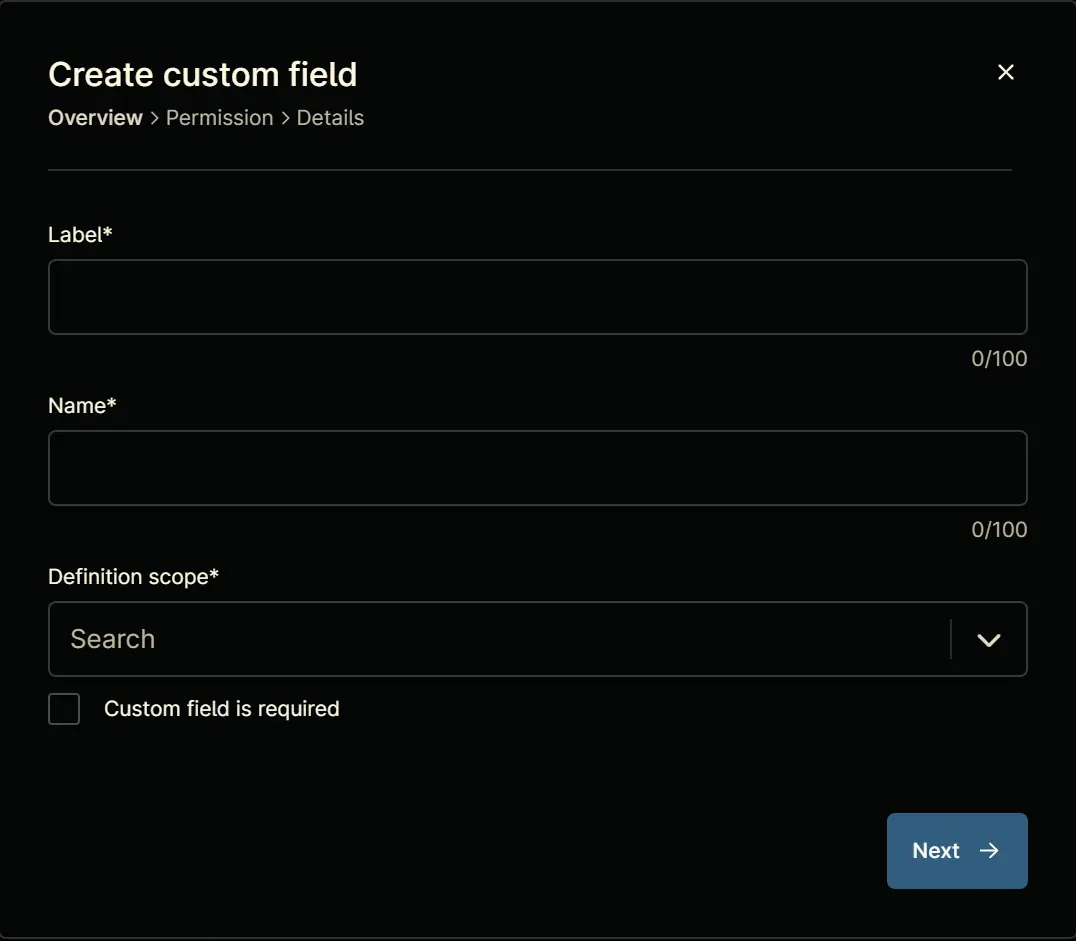 Create custom field
Overview > Permission > Details
Label*
0/100
Name*
0/100
Definition scope*
Search
Custom field is required
Next →